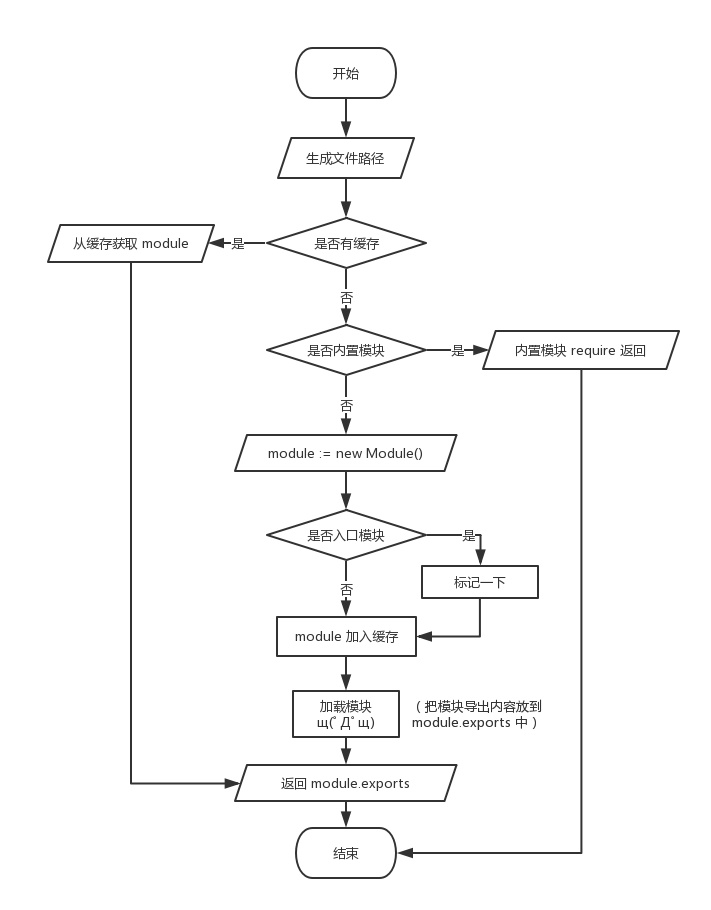 开始
生成文件路径
是否有缓存
是
从缓存获取 module
否
是否内置模块
是
内置模块 require 返回
否
module := new Module()
是否入口模块
是
标记一下
否
module 加入缓存
加载模块
щ(ﾟДﾟщ)
（把模块导出内容放到
module.exports 中）
返回 module.exports
结束